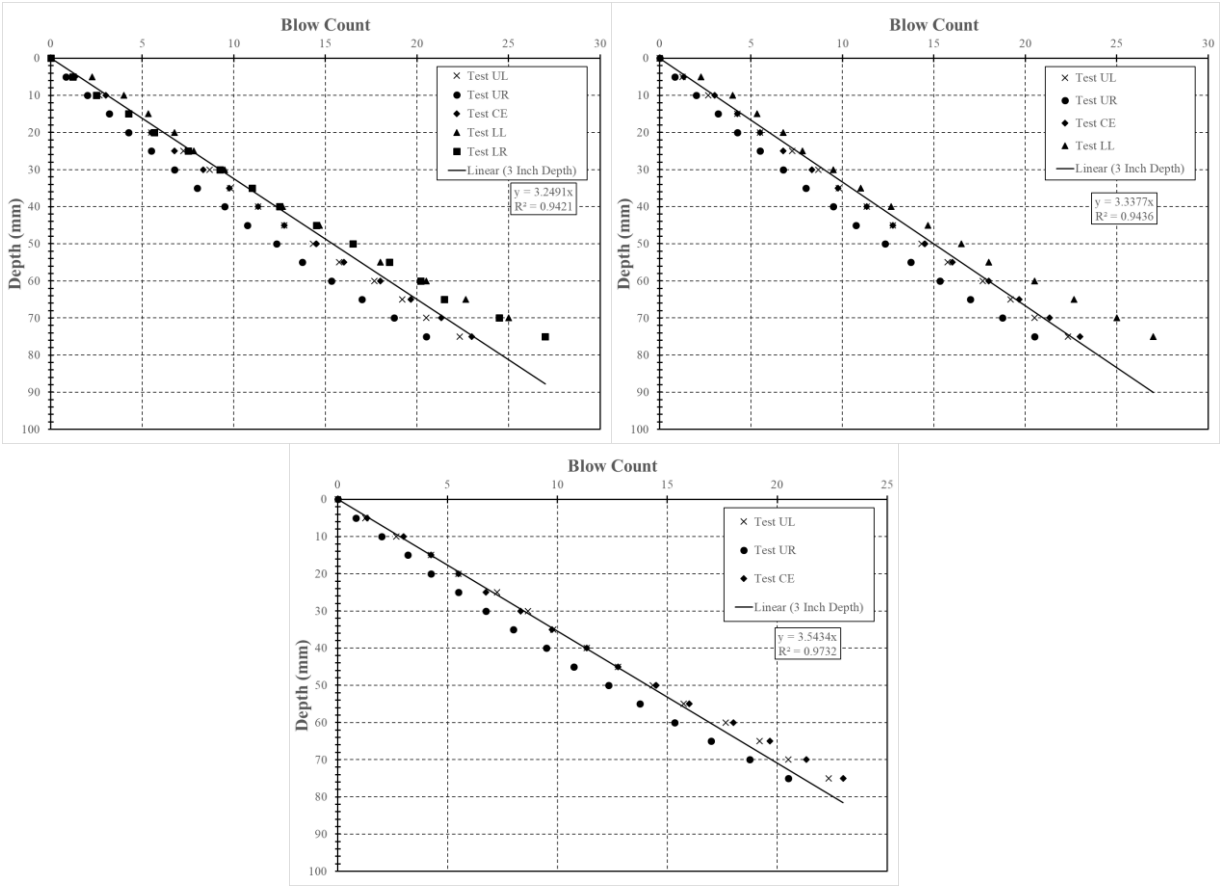 Blow Count
0 5 10 15 20 25 30
0
10
20
30
40
50
60
70
80
90
100
Depth (mm)
Test UL
Test UR
Test CE
Test LL
Test LR
Linear (3 Inch Depth)
y = 3.2491x
R² = 0.9421
Blow Count
0 5 10 15 20 25 30
0
10
20
30
40
50
60
70
80
90
100
Depth (mm)
Test UL
Test UR
Test CE
Test LL
Linear (3 Inch Depth)
y = 3.3377x
R² = 0.9436
Blow Count
0 5 10 15 20 25
0
10
20
30
40
50
60
70
80
90
100
Depth (mm)
Test UL
Test UR
Test CE
Linear (3 Inch Depth)
y = 3.5434x
R² = 0.9732